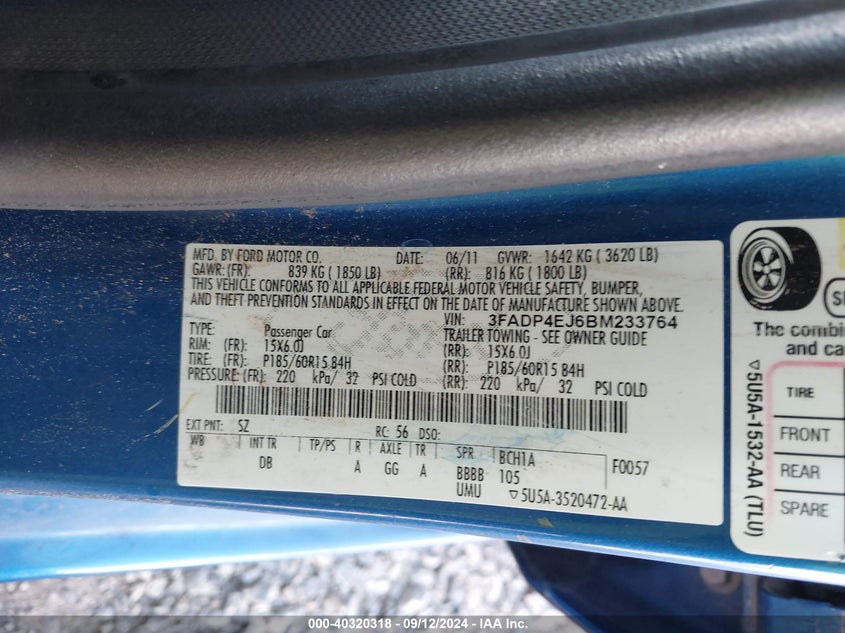 MFD. BY FORD MOTOR CO. DATE: 06/11 GVWR: 1642 KG ( 3620 LB)
GAWR: (FR): 839 KG ( 1850 LB) (RR): 816 KG ( 1800 LB)
THIS VEHICLE CONFORMS TO ALL APPLICABLE FEDERAL MOTOR VEHICLE SAFETY, BUMPER,
AND THEFT PREVENTION STANDARDS IN EFFECT ON THE DATE OF MANUFACTURE SHOWN ABOVE.
VIN: 3FADP4EJ6BM233764
TYPE: Passenger Car TRAILER TOWING - SEE OWNER GUIDE
RIM: (FR): 15X6.0J (RR): 15X6.0J
TIRE: (FR): P185/60R15 84H (RR): P185/60R15 84H
PRESSURE: (FR): 220 kPa/ 32 PSI COLD (RR): 220 kPa/ 32 PSI COLD
EXT PNT: SZ RC: 56 DSO:
WB INT TR TP/PS R AXLE TR SPR BCH1A F0057
DB A GG A BBBB 105
UMU ▽5U5A-3520472-AA
The combin
and ca
TIRE
FRONT
REAR
SPARE
▽5U5A-1532-AA (TLU)
000-40320318 - 09/12/2024 - IAA Inc.